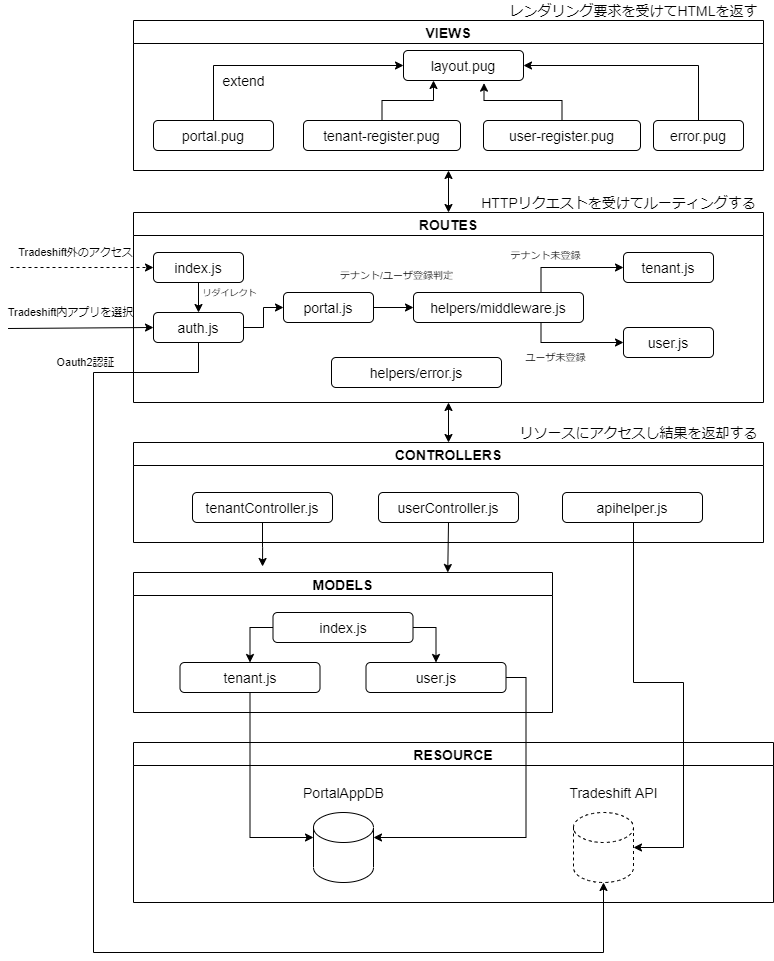 レンダリング要求を受けてHTMLを返す
VIEWS
layout.pug
extend
portal.pug
tenant-register.pug
user-register.pug
error.pug
HTTPリクエストを受けてルーティングする
ROUTES
Tradeshift外のアクセス
index.js
テナント未登録
tenant.js
テナント/ユーザ登録判定
リダイレクト
Tradeshift内アプリを選択
auth.js
portal.js
helpers/middleware.js
user.js
ユーザ未登録
Oauth2認証
helpers/error.js
リソースにアクセスし結果を返却する
CONTROLLERS
tenantController.js
userController.js
apihelper.js
MODELS
index.js
tenant.js
user.js
RESOURCE
PortalAppDB
Tradeshift API